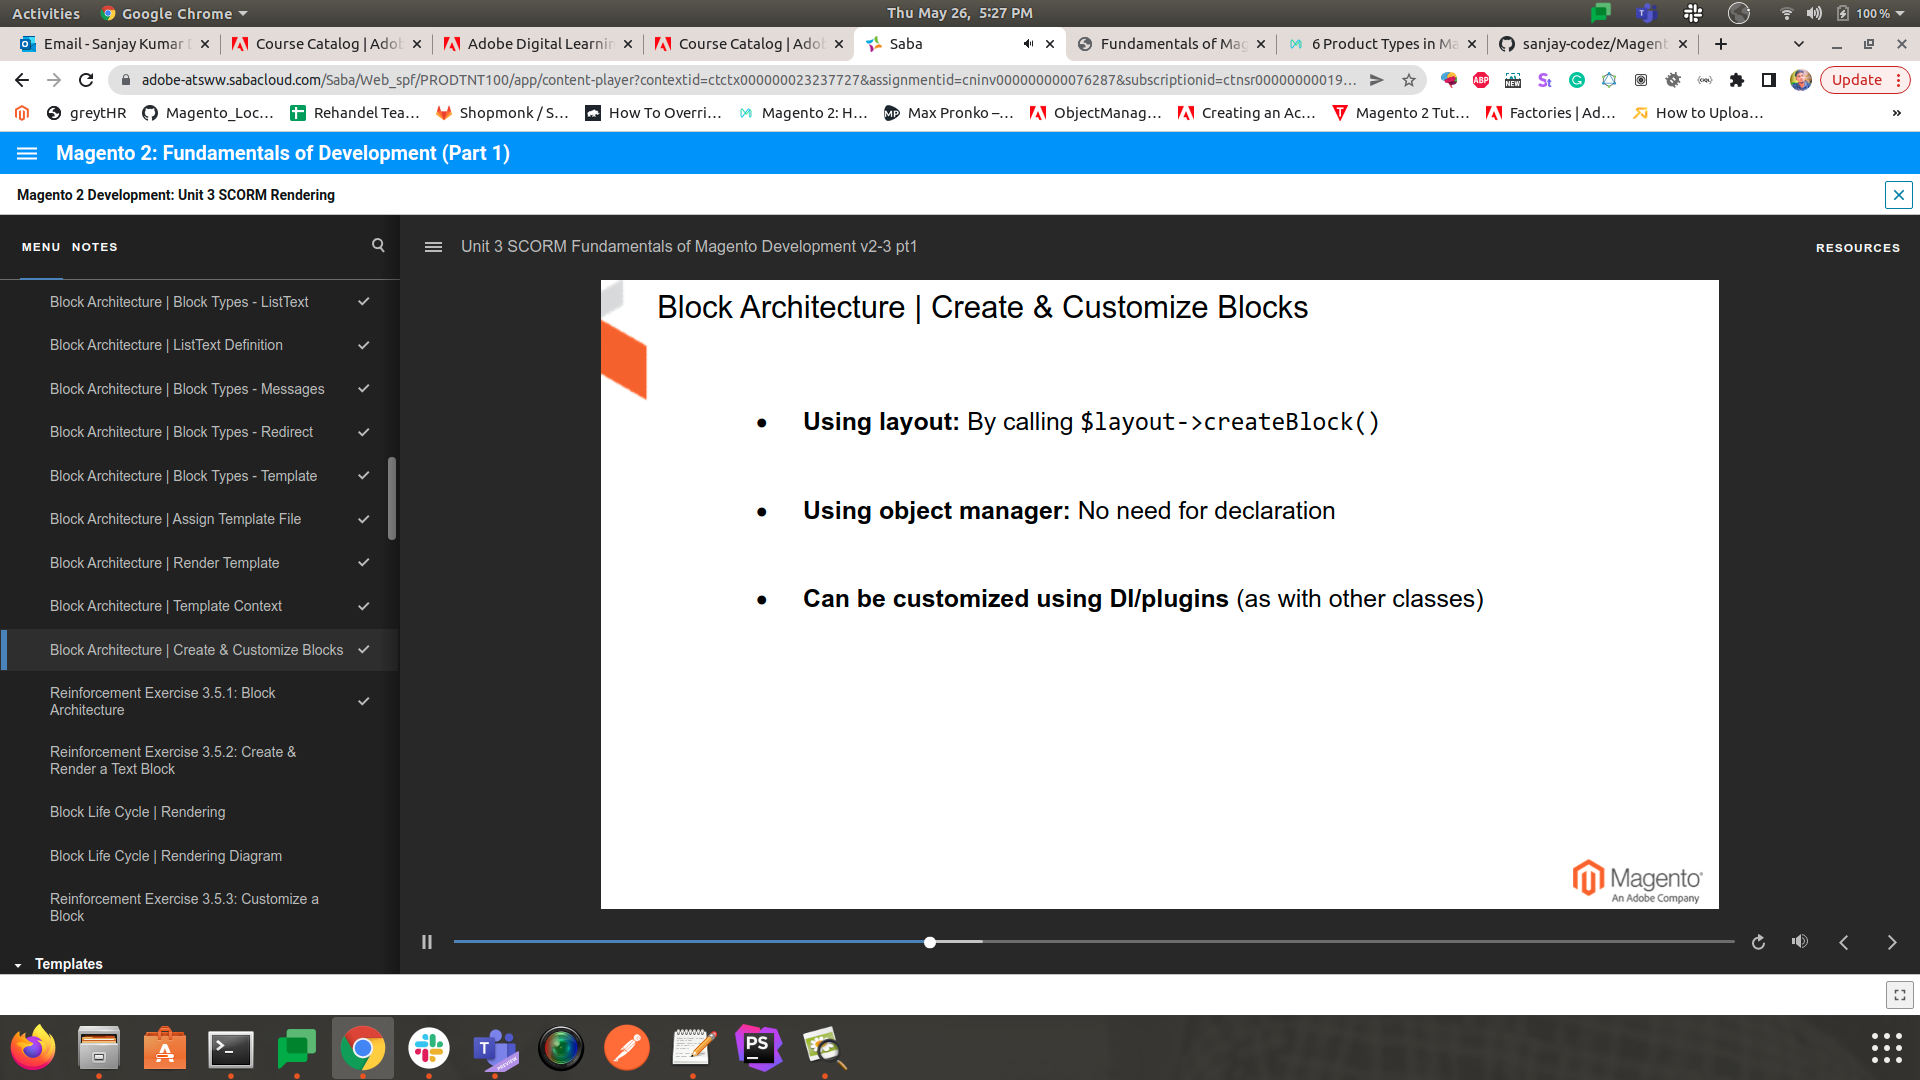 Activities Google Chrome Thu May 26, 5:27 PM 100 %
Email - Sanjay Kumar Course Catalog | Adob Adobe Digital Learnin Course Catalog | Adob Saba Fundamentals of Mag 6 Product Types in Ma sanjay-codez/Magent
adobe-atsww.sabacloud.com/Saba/Web_spf/PRODTNT100/app/content-player?contextid=ctctx000000023237727&assignmentid=cninv000000000076287&subscriptionid=ctnsr00000000019... Update
greytHR Magento_Loc... Rehandel Tea... Shopmonk / S... How To Overri... Magento 2: H... Max Pronko –... ObjectManag... Creating an Ac... Magento 2 Tut... Factories | Ad... How to Uploa... »
Magento 2: Fundamentals of Development (Part 1)
Magento 2 Development: Unit 3 SCORM Rendering
MENU NOTES
Unit 3 SCORM Fundamentals of Magento Development v2-3 pt1
RESOURCES
Block Architecture | Block Types - ListText
Block Architecture | ListText Definition
Block Architecture | Block Types - Messages
Block Architecture | Block Types - Redirect
Block Architecture | Block Types - Template
Block Architecture | Assign Template File
Block Architecture | Render Template
Block Architecture | Template Context
Block Architecture | Create & Customize Blocks
Reinforcement Exercise 3.5.1: Block
Architecture
Reinforcement Exercise 3.5.2: Create &
Render a Text Block
Block Life Cycle | Rendering
Block Life Cycle | Rendering Diagram
Reinforcement Exercise 3.5.3: Customize a
Block
Templates
Block Architecture | Create & Customize Blocks
• Using layout: By calling $layout->createBlock()
• Using object manager: No need for declaration
• Can be customized using DI/plugins (as with other classes)
Magento
An Adobe Company